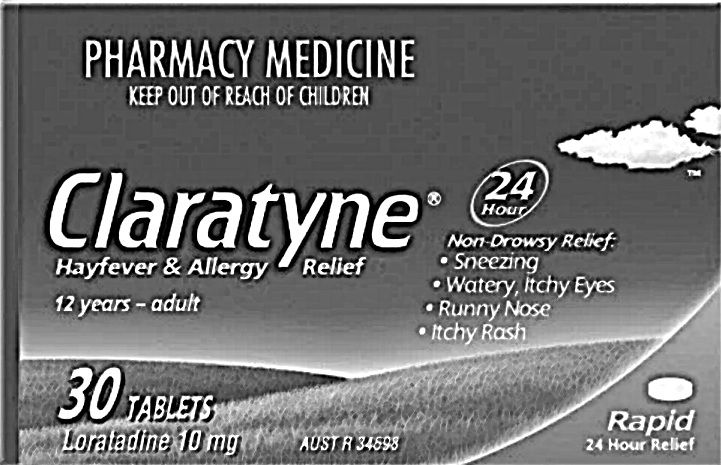 PHARMACY MEDICINE
KEEP OUT OF REACH OF CHILDREN
Claratyne®
Hayfever & Allergy Relief
12 years – adult
24
Hour
™
Non-Drowsy Relief:
• Sneezing
• Watery, Itchy Eyes
• Runny Nose
• Itchy Rash
30 TABLETS
Loratadine 10 mg
AUST R
Rapid
24 Hour Relief